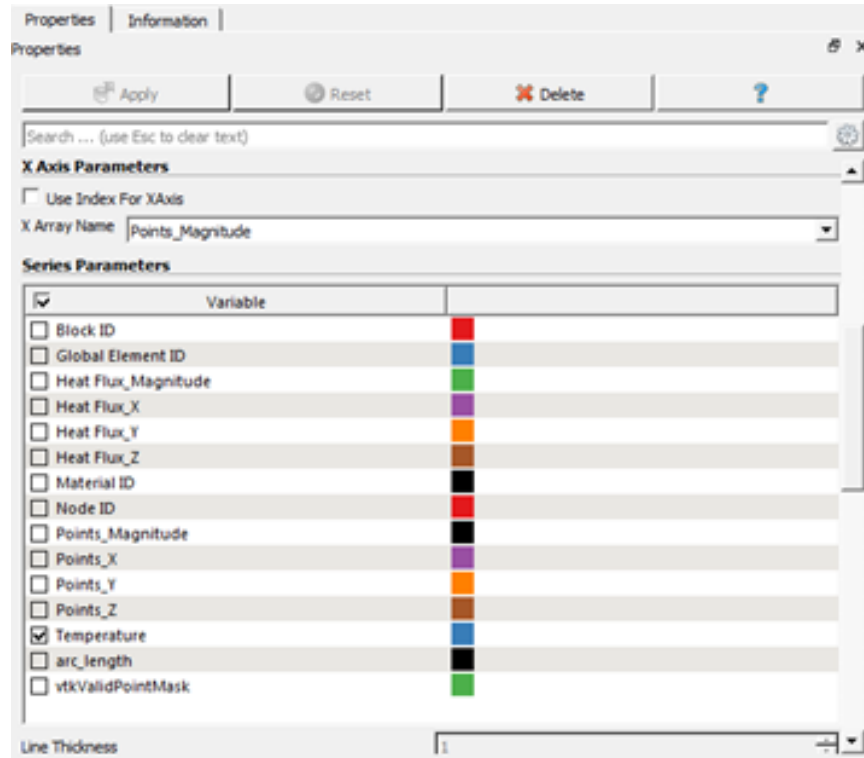 Properties Information
Properties
Apply Reset Delete ?
Search ... (use Esc to clear text)
X Axis Parameters
Use Index For XAxis
X Array Name Points_Magnitude
Series Parameters
Variable
Block ID
Global Element ID
Heat Flux_Magnitude
Heat Flux_X
Heat Flux_Y
Heat Flux_Z
Material ID
Node ID
Points_Magnitude
Points_X
Points_Y
Points_Z
Temperature
arc_length
vtkValidPointMask
Line Thickness 1